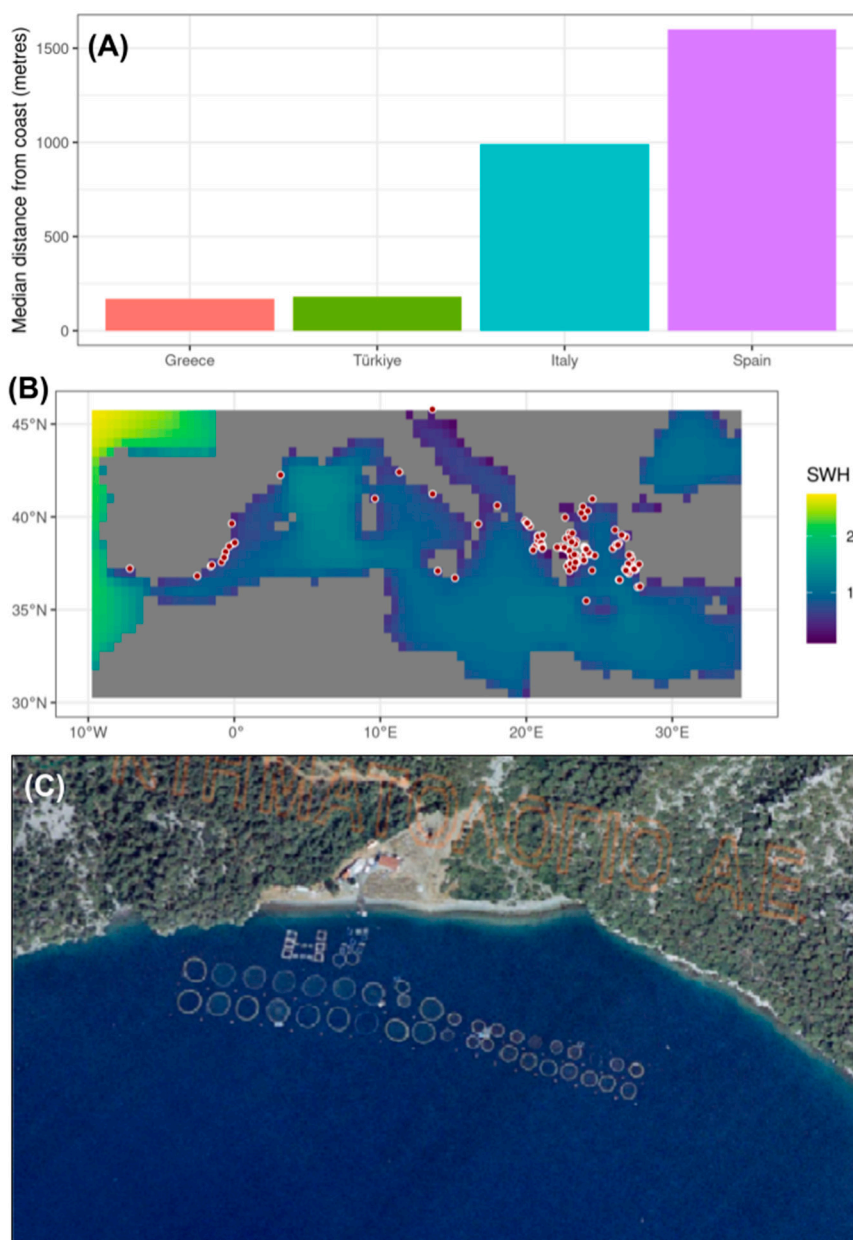 (A)
Median distance from coast (metres)
1500
1000
500
0
Greece Türkiye Italy Spain
(B)
45°N
40°N
35°N
30°N
10°W 0° 10°E 20°E 30°E
SWH
2
1
(C)
ΚΤΗΜΑΤΟΛΟΓΙΟ Α.Ε